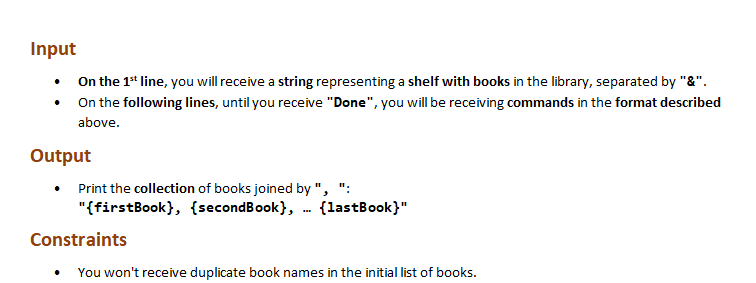 Input
• On the 1st line, you will receive a string representing a shelf with books in the library, separated by "&".
• On the following lines, until you receive "Done", you will be receiving commands in the format described
above.
Output
• Print the collection of books joined by ", ":
"{firstBook}, {secondBook}, … {lastBook}"
Constraints
• You won't receive duplicate book names in the initial list of books.